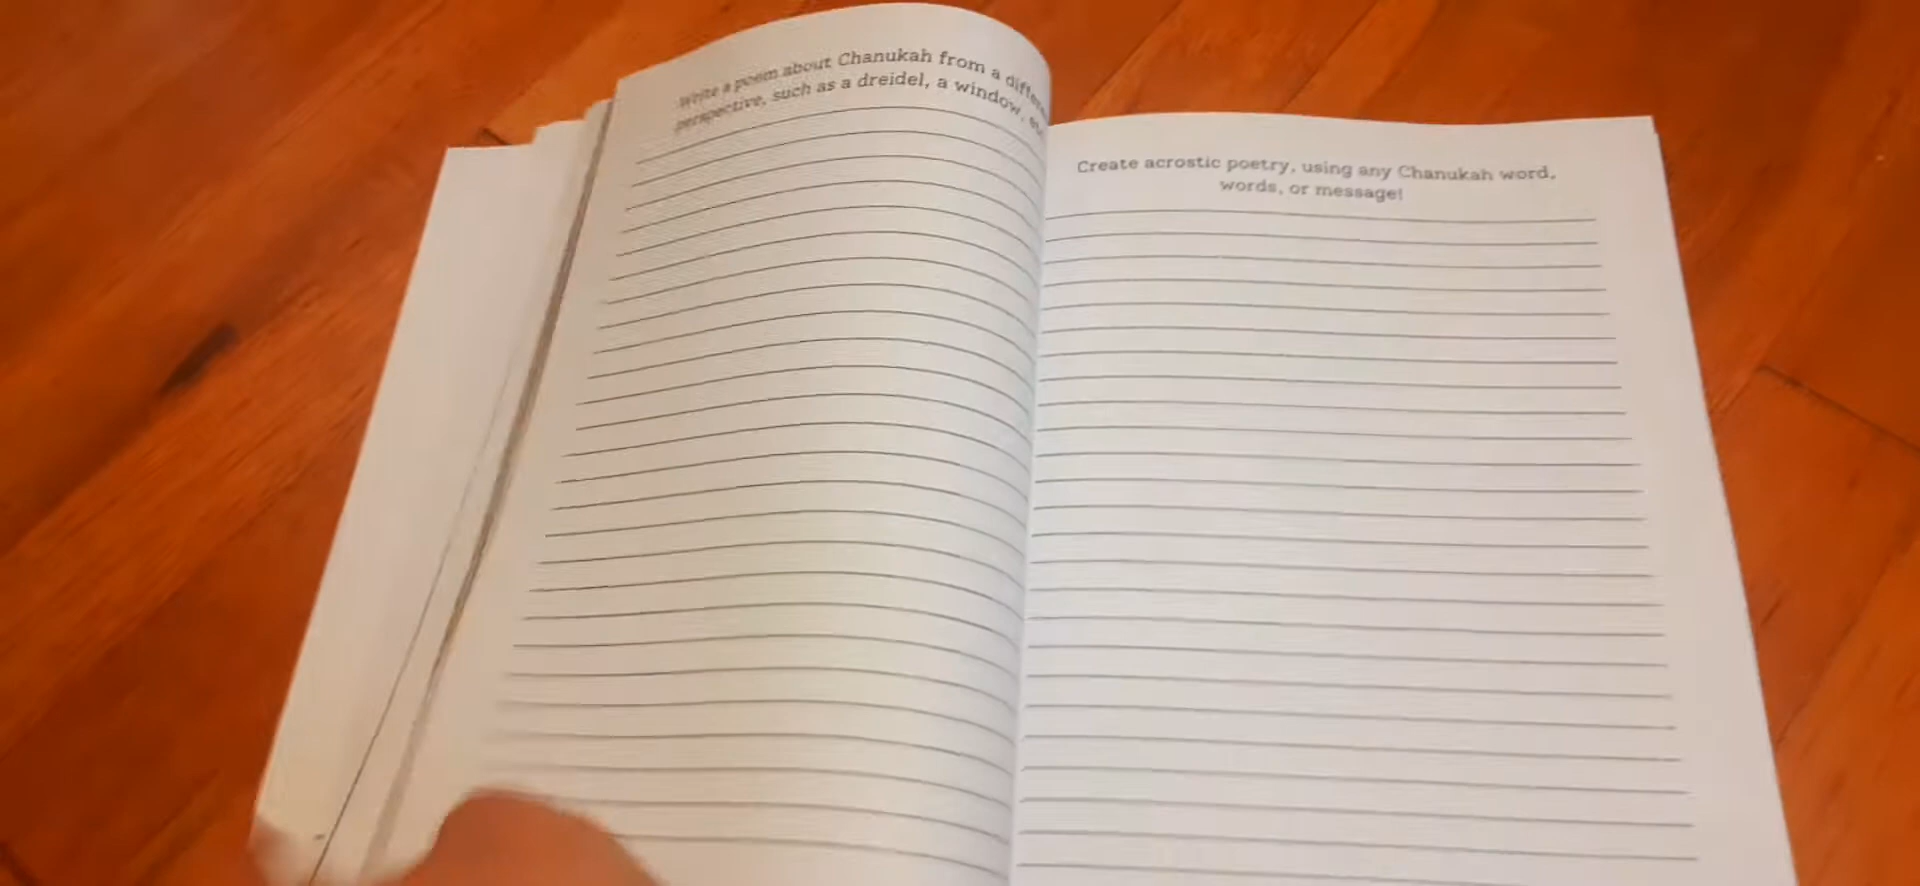 Write a poem about Chanukah from a
perspective, such as a dreidel, a window,
Create acrostic poetry, using any Chanukah word,
words, or message!